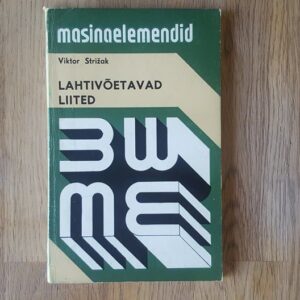 masinaelemendid
Viktor Strižak
LAHTIVÕETAVAD
LIITED